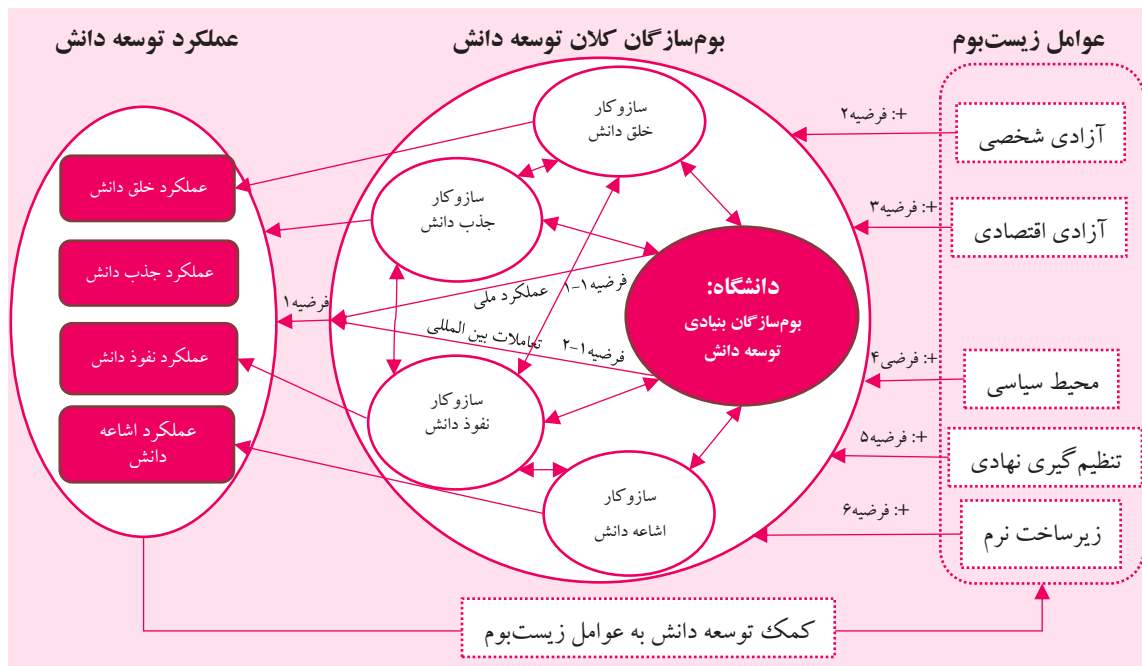 عوامل زیست‌بوم
بوم‌سازگان کلان توسعه دانش
عملکرد توسعه دانش
آزادی شخصی
آزادی اقتصادی
محیط سیاسی
تنظیم‌گیری نهادی
زیرساخت نرم
+: فرضیه۲
+: فرضیه۳
+: فرضی۴
+: فرضیه۵
+: فرضیه۶
سازوکار
خلق دانش
سازوکار
جذب دانش
دانشگاه:
بوم‌سازگان بنیادی
توسعه دانش
فرضیه۱-۱ عملکرد ملی
فرضیه۱-۲ تعاملات بین المللی
سازوکار
نفوذ دانش
سازوکار
اشاعه دانش
فرضیه۱
عملکرد خلق دانش
عملکرد جذب دانش
عملکرد نفوذ دانش
عملکرد اشاعه
دانش
کمک توسعه دانش به عوامل زیست‌بوم